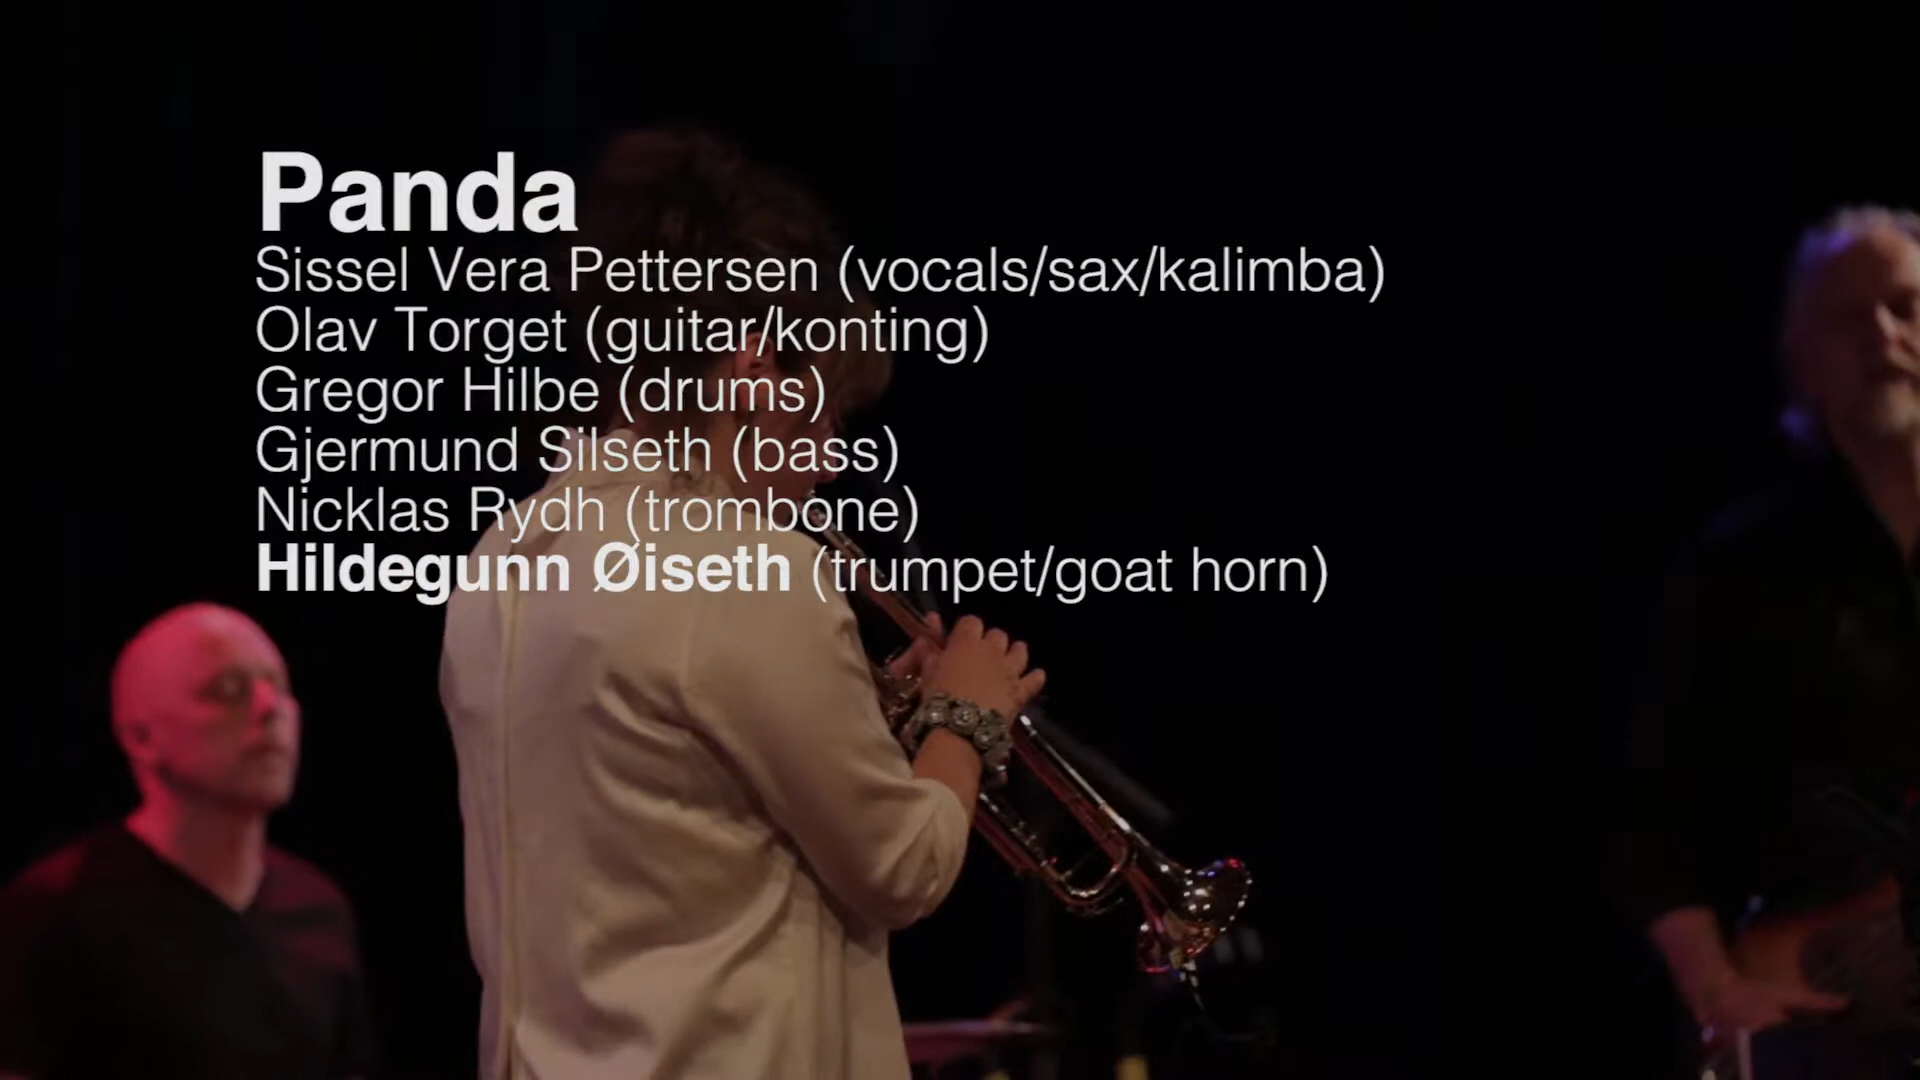 Panda
Sissel Vera Pettersen (vocals/sax/kalimba)
Olav Torget (guitar/konting)
Gregor Hilbe (drums)
Gjermund Silseth (bass)
Nicklas Rydh (trombone)
Hildegunn Øiseth (trumpet/goat horn)